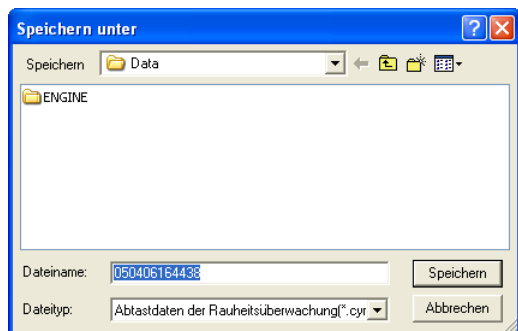 Speichern unter
Speichern Data
ENGINE
Dateiname: 050406164438 Speichern
Dateityp: Abtastdaten der Rauheitsüberwachung(*.cyr Abbrechen